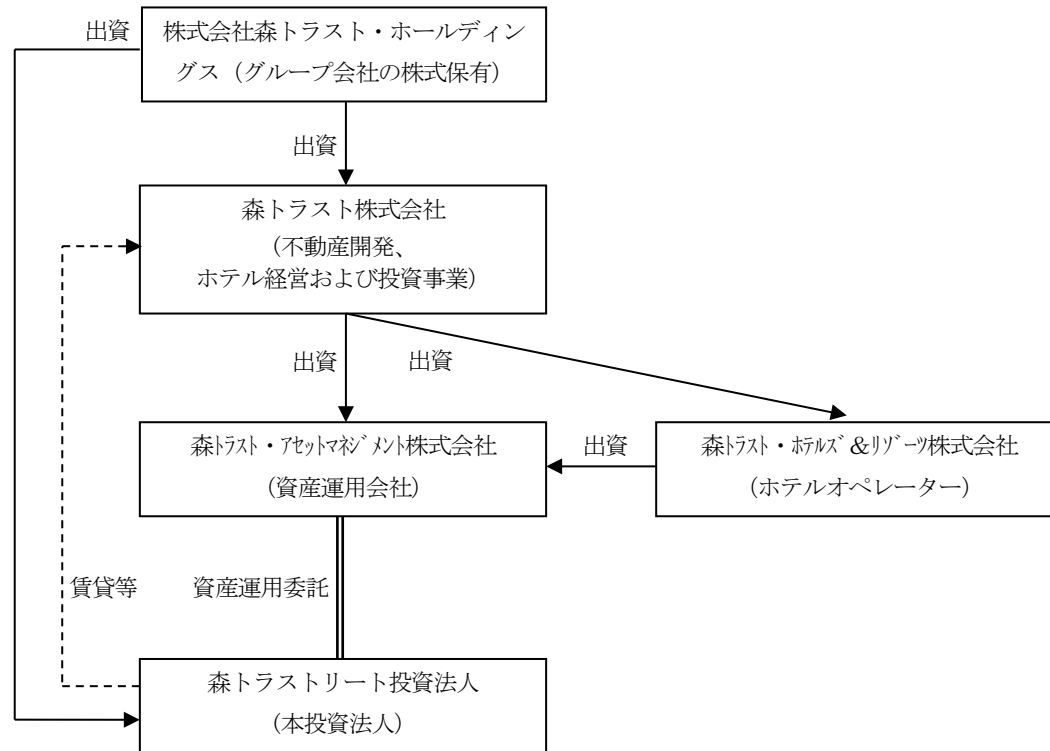 出資
株式会社森トラスト・ホールディン
グス（グループ会社の株式保有）
出資
森トラスト株式会社
（不動産開発、
ホテル経営および投資事業）
出資
出資
森ﾄﾗｽﾄ・ｱｾｯﾄﾏﾈｼﾞﾒﾝﾄ株式会社
（資産運用会社）
出資
森ﾄﾗｽﾄ・ﾎﾃﾙｽﾞ&ﾘｿﾞｰﾂ株式会社
（ホテルオペレーター）
賃貸等
資産運用委託
森トラストリート投資法人
（本投資法人）